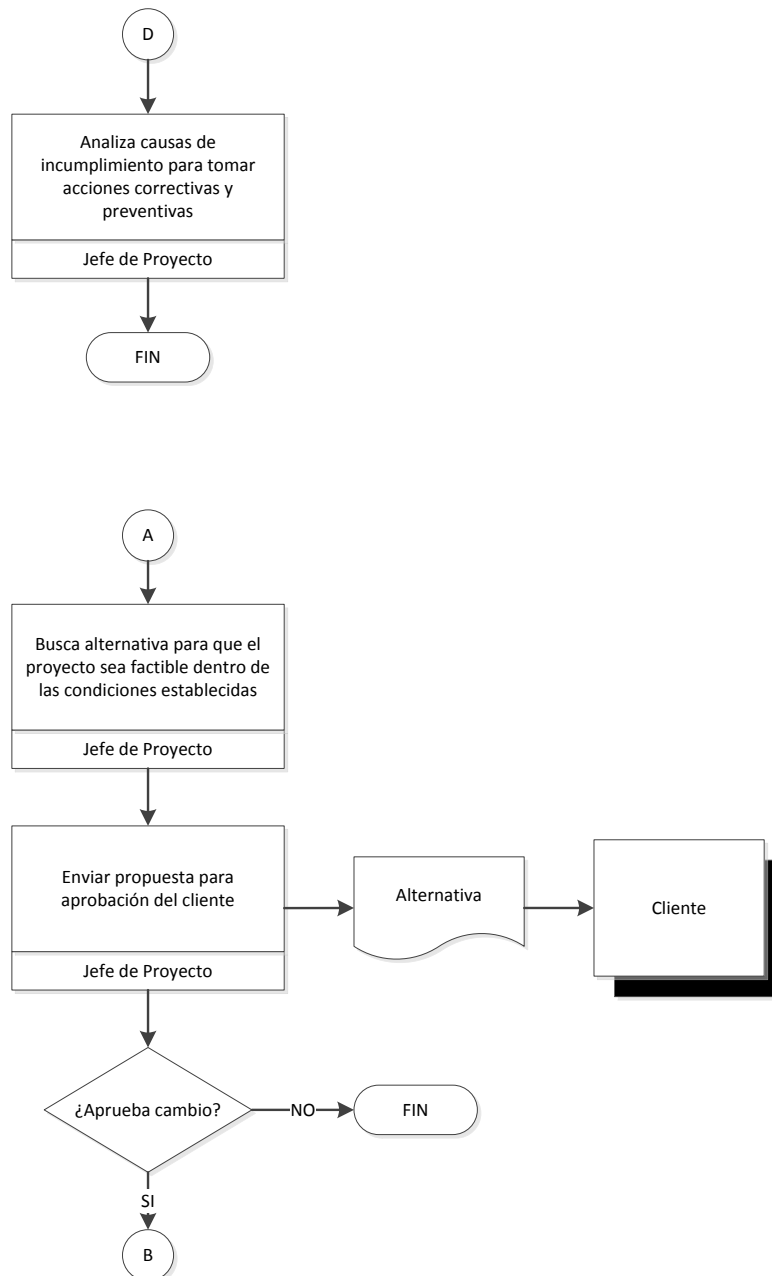 D
Analiza causas de
incumplimiento para tomar
acciones correctivas y
preventivas
Jefe de Proyecto
FIN
A
Busca alternativa para que el
proyecto sea factible dentro de
las condiciones establecidas
Jefe de Proyecto
Enviar propuesta para
aprobación del cliente
Jefe de Proyecto
Alternativa
Cliente
¿Aprueba cambio?
NO
FIN
SI
B